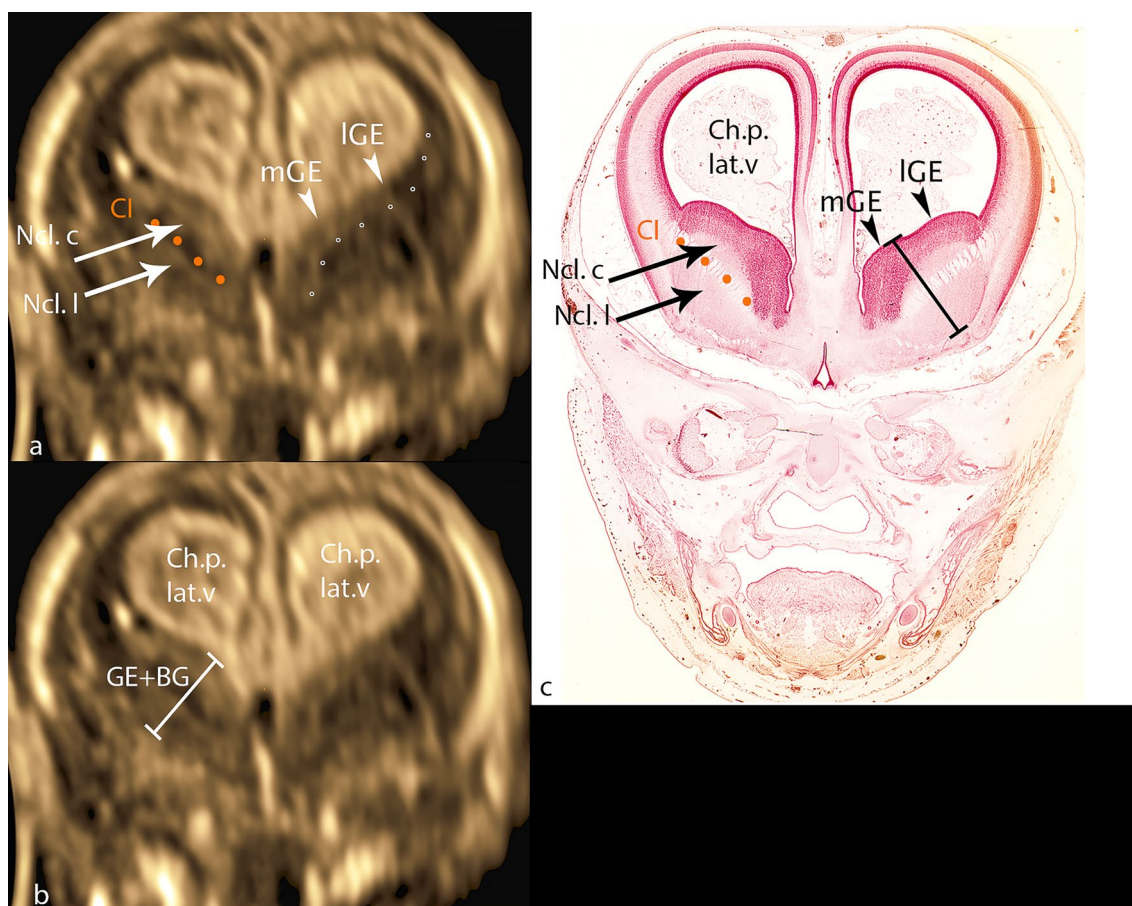 lGE
mGE
Cl
Ncl. c
Ncl. l
a
Ch.p.
lat.v
Ch.p.
lat.v
GE+BG
b
Ch.p.
lat.v
lGE
mGE
Cl
Ncl. c
Ncl. l
c